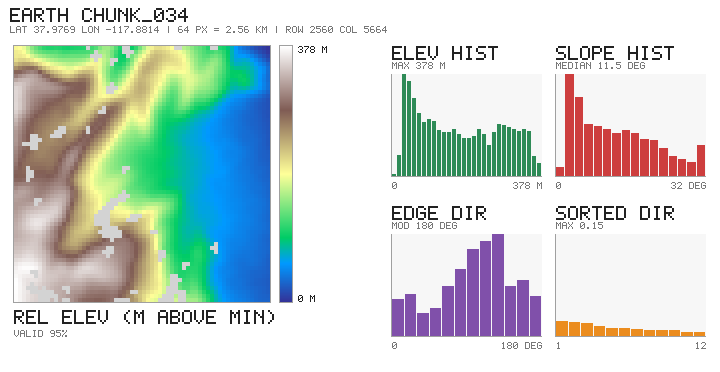 EARTH CHUNK_034
LAT 37.9769 LON -117.8814 | 64 PX = 2.56 KM | ROW 2560 COL 5664
378 M
0 M
REL ELEV (M ABOVE MIN)
VALID 95%
ELEV HIST
MAX 378 M
0 378 M
SLOPE HIST
MEDIAN 11.5 DEG
0 32 DEG
EDGE DIR
MOD 180 DEG
0 180 DEG
SORTED DIR
MAX 0.15
1 12